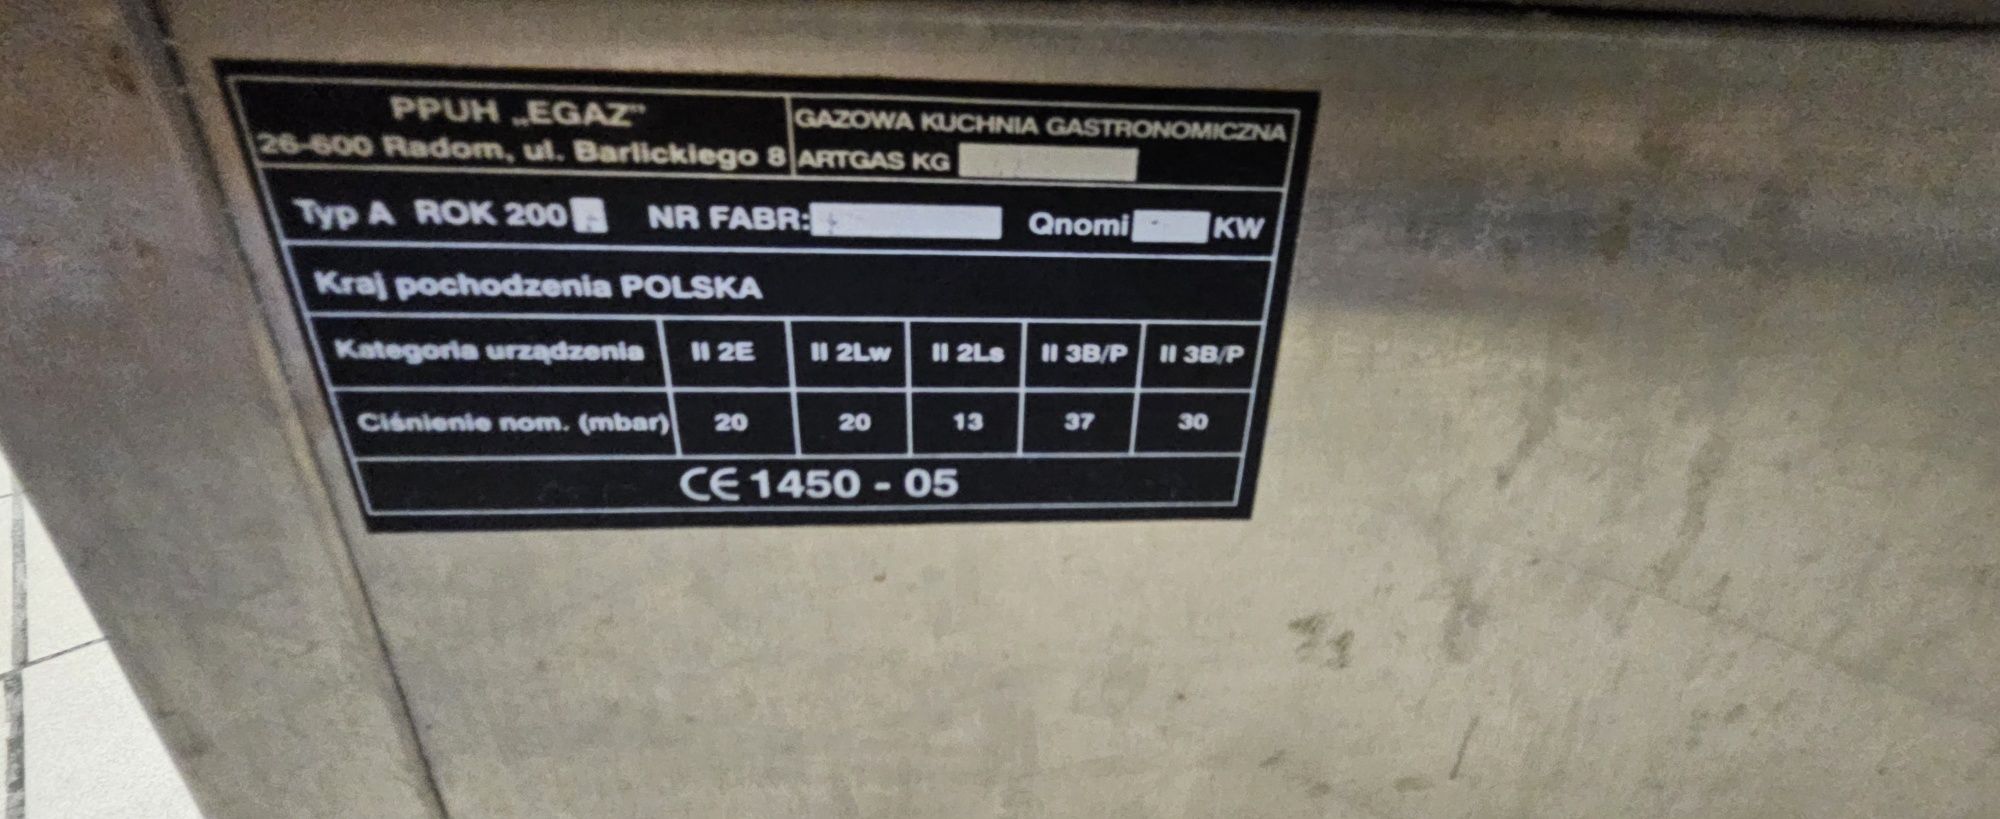 PPUH „EGAZ”
26-600 Radom, ul. Barlickiego 8
GAZOWA KUCHNIA GASTRONOMICZNA
ARTGAS KG
Typ A ROK 200 NR FABR: Qnomi KW
Kraj pochodzenia POLSKA
Kategoria urządzenia II 2E II 2Lw II 2Ls II 3B/P II 3B/P
Ciśnienie nom. (mbar) 20 20 13 37 30
CE 1450 - 05